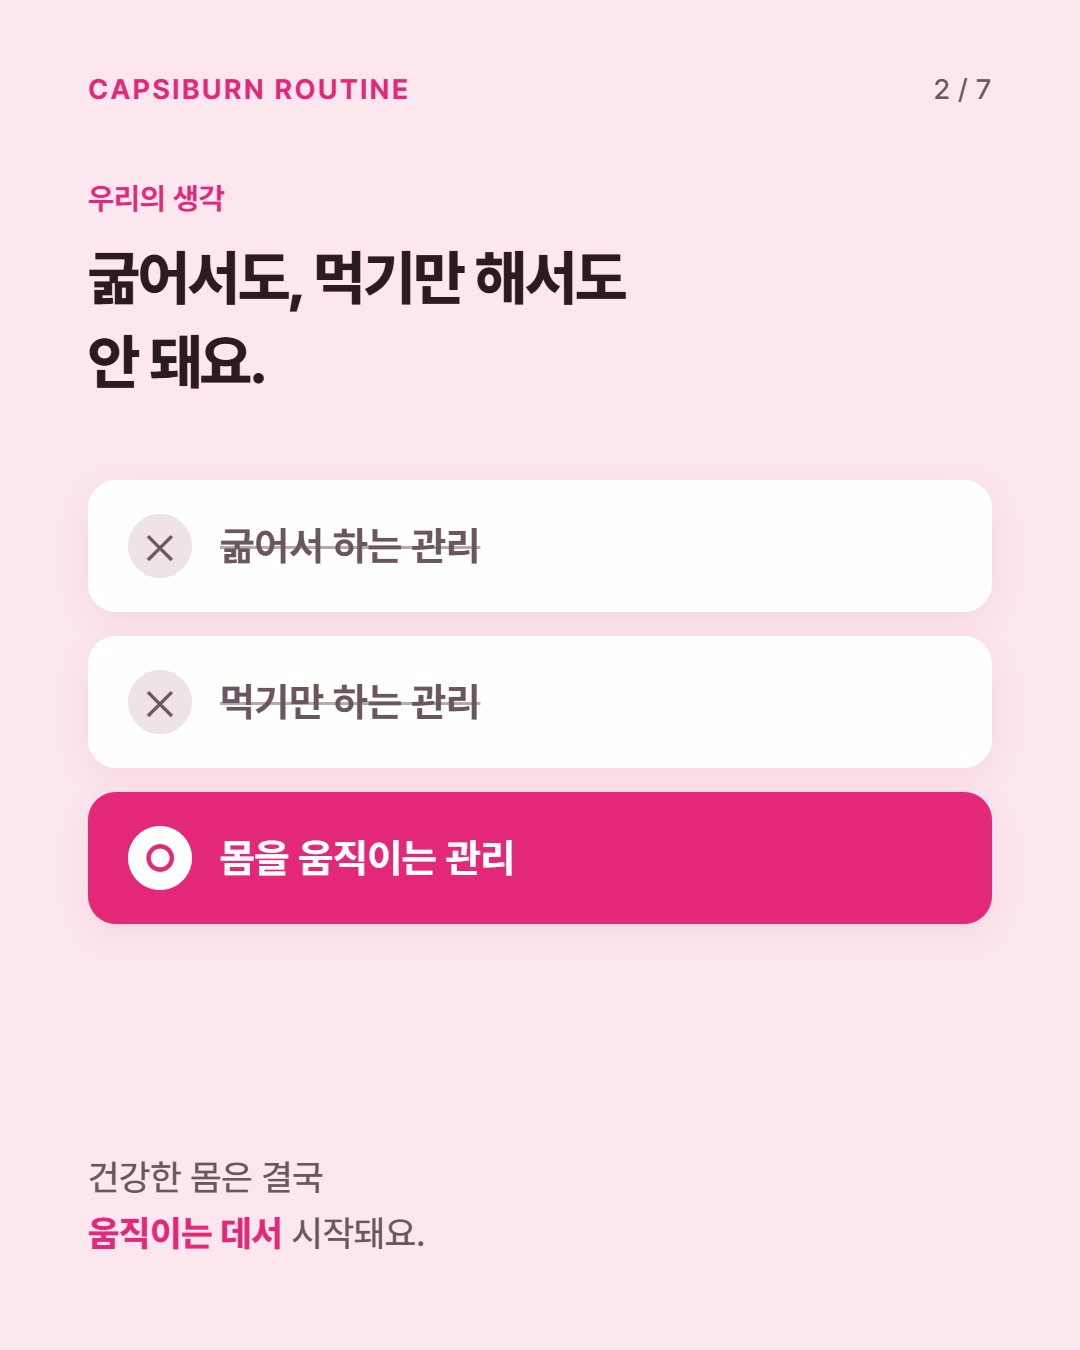 CAPSIBURN ROUTINE
2 / 7
우리의 생각
굶어서도, 먹기만 해서도
안 돼요.
굶어서 하는 관리
먹기만 하는 관리
몸을 움직이는 관리
건강한 몸은 결국
움직이는 데서 시작돼요.